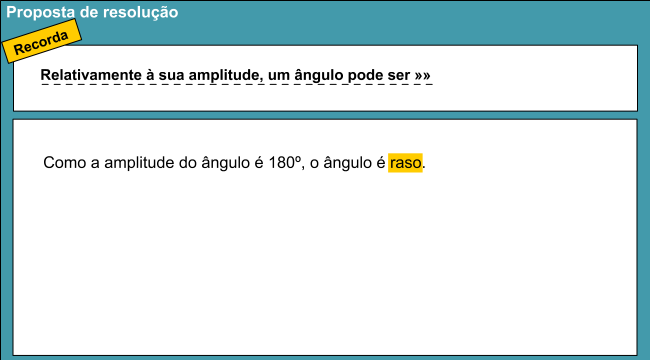 Proposta de resolução
Recorda
Relativamente à sua amplitude, um ângulo pode ser »»
Como a amplitude do ângulo é 180º, o ângulo é raso.